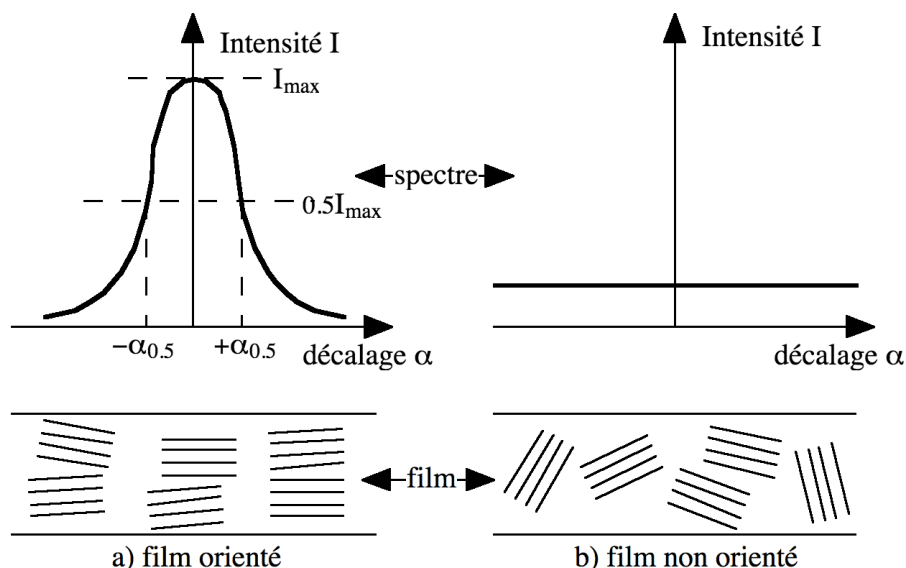 Intensité I
I_max
0.5I_max
−α_0.5
+α_0.5
décalage α
spectre
Intensité I
décalage α
film
a) film orienté
b) film non orienté